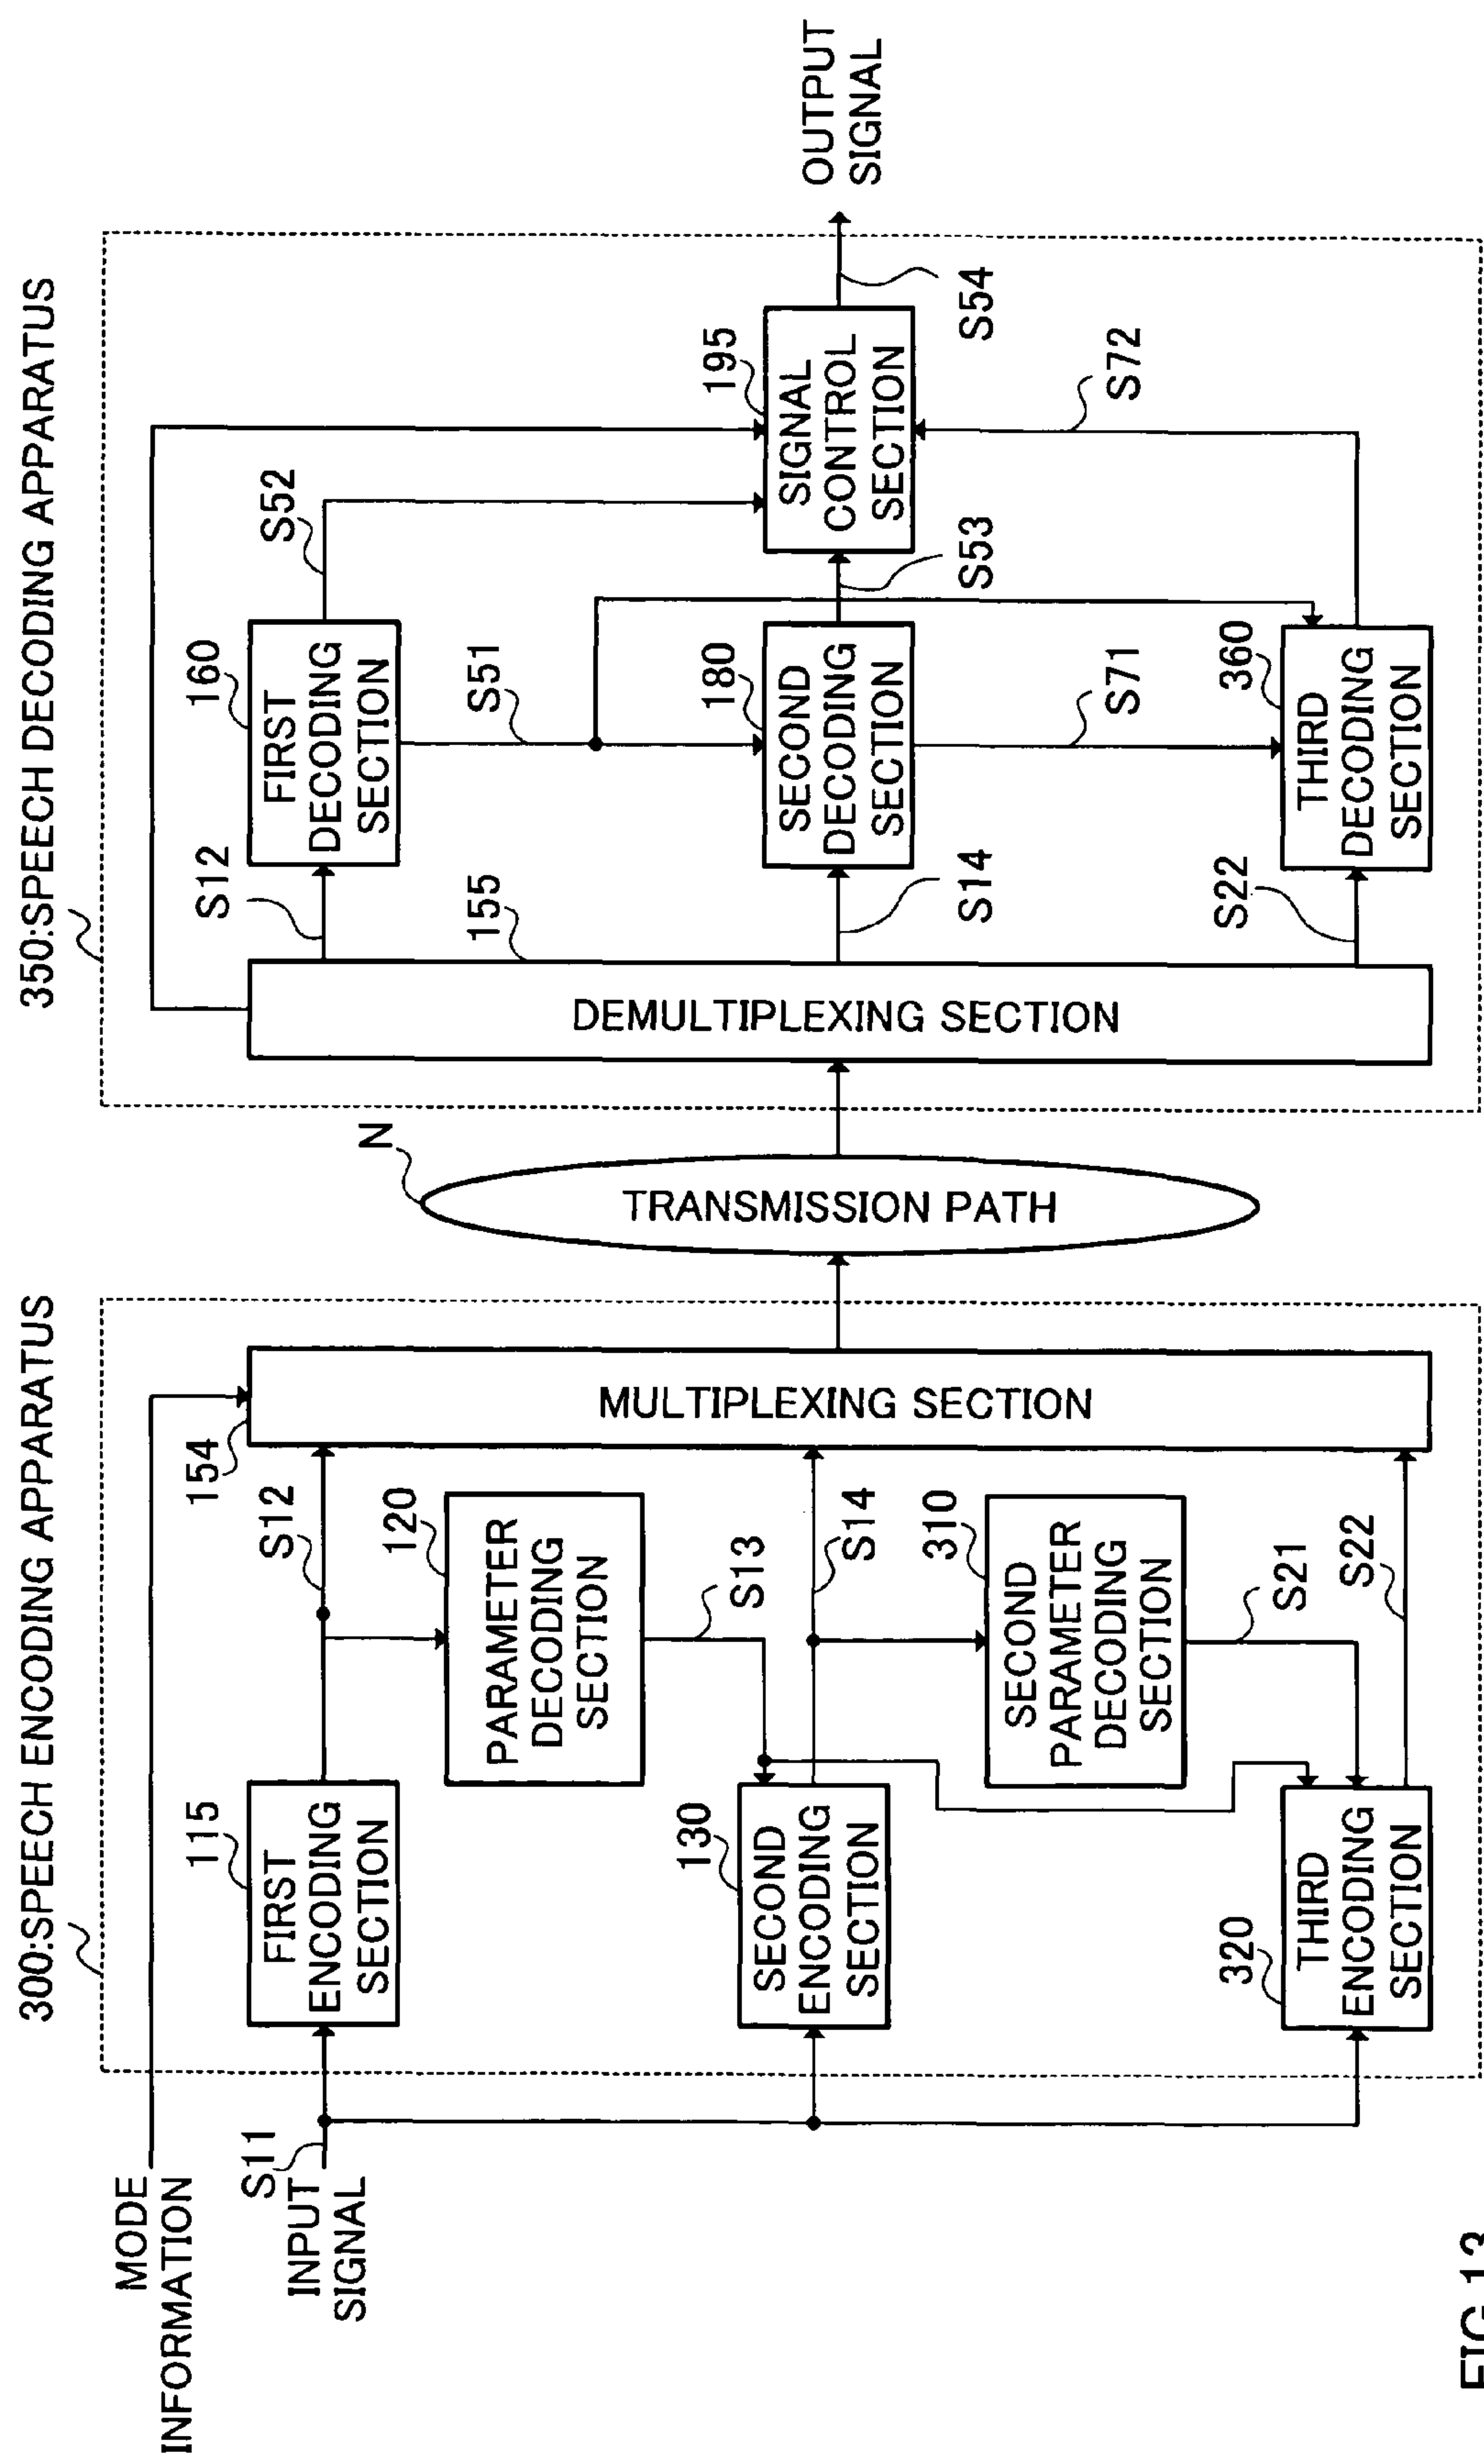 300:SPEECH ENCODING APPARATUS
MODE
INFORMATION
S11
INPUT
SIGNAL
115
FIRST
ENCODING
SECTION
S12
154
MULTIPLEXING SECTION
120
PARAMETER
DECODING
SECTION
S13
130
SECOND
ENCODING
SECTION
S14
310
SECOND
PARAMETER
DECODING
SECTION
S21
320
THIRD
ENCODING
SECTION
S22
N
TRANSMISSION PATH
350:SPEECH DECODING APPARATUS
155
DEMULTIPLEXING SECTION
S12
160
FIRST
DECODING
SECTION
S52
S51
S14
180
SECOND
DECODING
SECTION
S53
S71
S22
360
THIRD
DECODING
SECTION
S72
195
SIGNAL
CONTROL
SECTION
S54
OUTPUT
SIGNAL
FIG.13